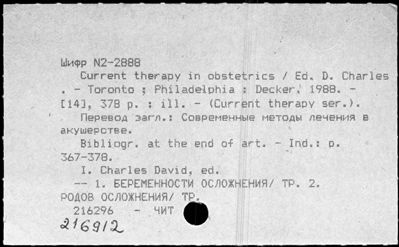 Шифр N2-2888
Current therapy in obstetrics / Ed. D. Charles
. - Toronto ; Philadelphia : Decker, 1988. -
[14], 378 p. : ill. - (Current therapy ser.).
Перевод загл.: Современные методы лечения в
акушерстве.
Bibliogr. at the end of art. - Ind.: p.
367-378.
I. Charles David, ed.
-- 1. БЕРЕМЕННОСТИ ОСЛОЖНЕНИЯ/ ТР. 2.
РОДОВ ОСЛОЖНЕНИЯ/ ТР.
216296 - ЧИТ
216912